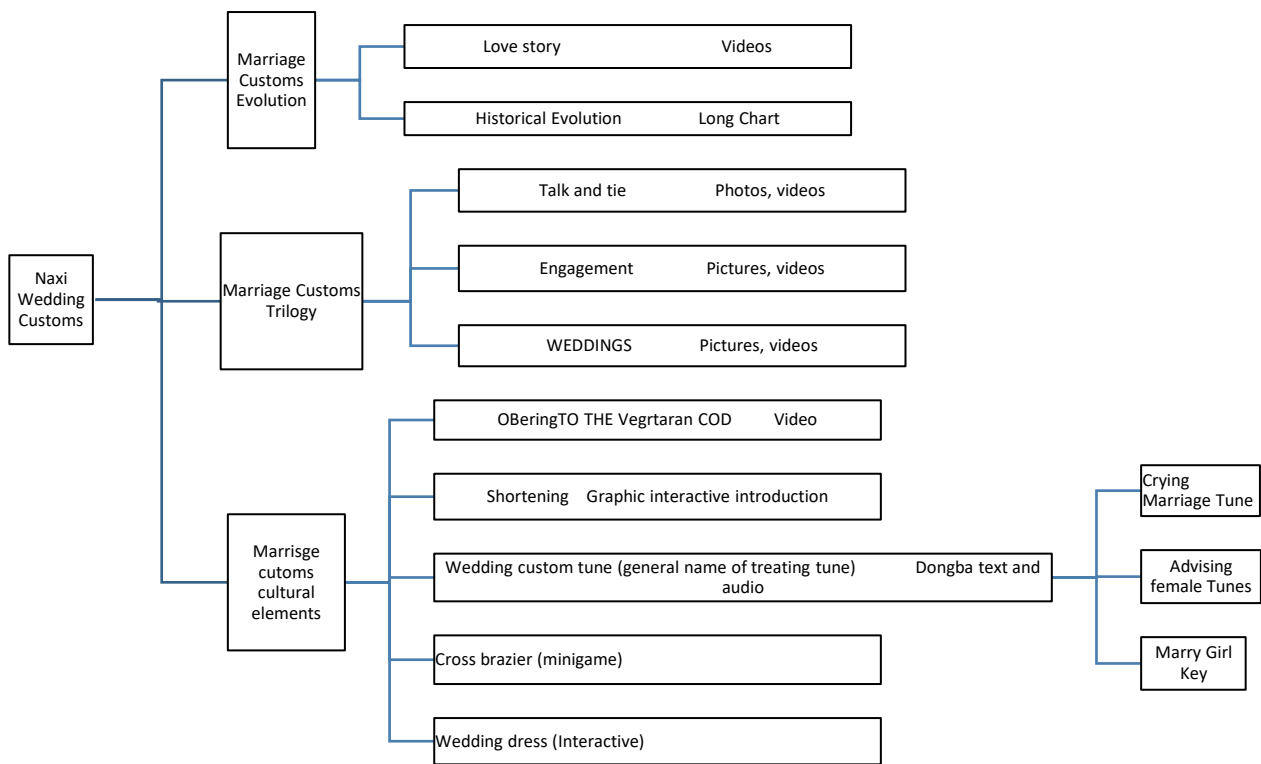 Naxi
Wedding
Customs
Marriage
Customs
Evolution
Love story Videos
Historical Evolution Long Chart
Marriage Customs
Trilogy
Talk and tie Photos, videos
Engagement Pictures, videos
WEDDINGS Pictures, videos
Marrisge
cutoms
cultural
elements
OBeringTO THE Vegrtaran COD Video
Shortening Graphic interactive introduction
Wedding custom tune (general name of treating tune) Dongba text and
audio
Cross brazier (minigame)
Wedding dress (Interactive)
Crying
Marriage Tune
Advising
female Tunes
Marry Girl
Key